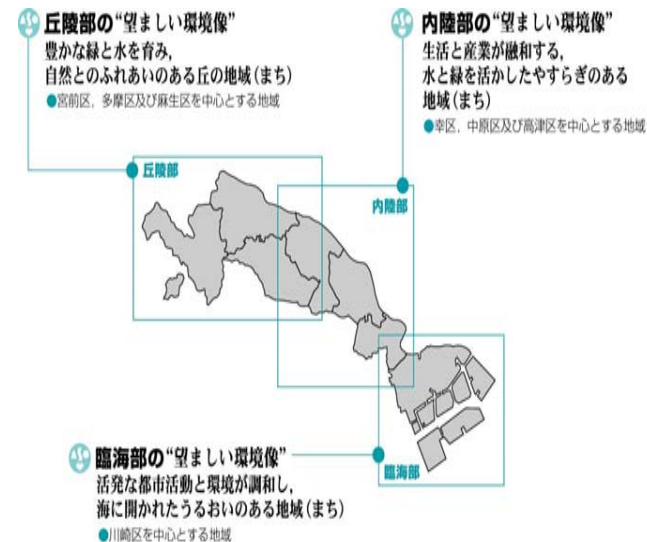 丘陵部の“望ましい環境像”
豊かな緑と水を育み，
自然とのふれあいのある丘の地域（まち）
●宮前区，多摩区及び麻生区を中心とする地域
内陸部の“望ましい環境像”
生活と産業が融和する，
水と緑を活かしたやすらぎのある
地域（まち）
●幸区，中原区及び高津区を中心とする地域
丘陵部
内陸部
臨海部
臨海部の“望ましい環境像”
活発な都市活動と環境が調和し，
海に開かれたうるおいのある地域（まち）
●川崎区を中心とする地域